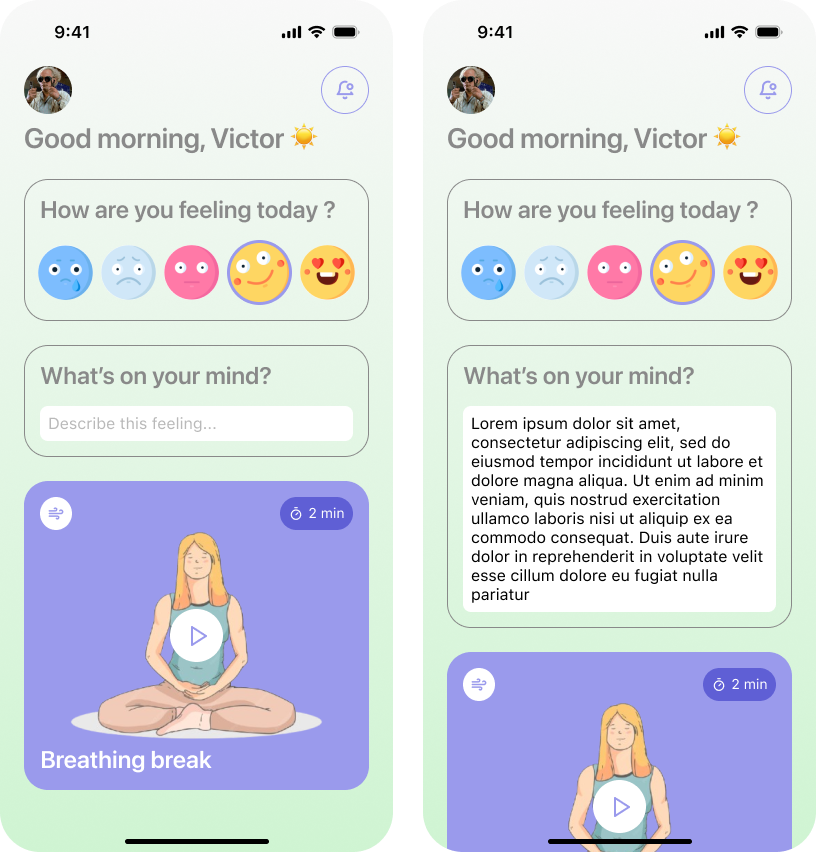 9:41
Good morning, Victor
How are you feeling today ?
What's on your mind?
Describe this feeling...
2 min
Breathing break
9:41
Good morning, Victor
How are you feeling today ?
What's on your mind?
Lorem ipsum dolor sit amet,
consectetur adipiscing elit, sed do
eiusmod tempor incididunt ut labore et
dolore magna aliqua. Ut enim ad minim
veniam, quis nostrud exercitation
ullamco laboris nisi ut aliquip ex ea
commodo consequat. Duis aute irure
dolor in reprehenderit in voluptate velit
esse cillum dolore eu fugiat nulla
pariatur
2 min